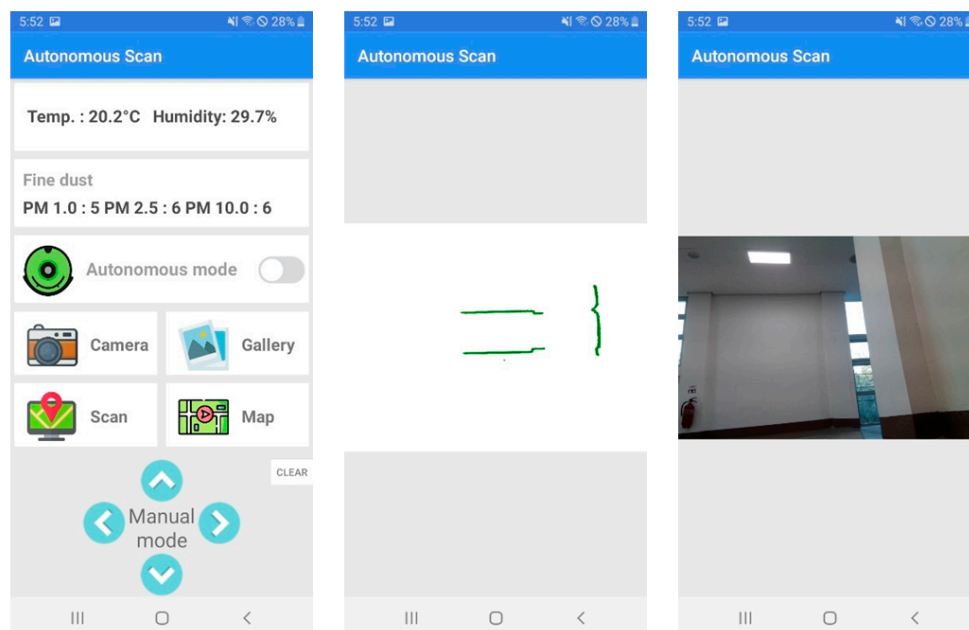 5:52 28%
Autonomous Scan
Temp. : 20.2°C Humidity: 29.7%
Fine dust
PM 1.0 : 5 PM 2.5 : 6 PM 10.0 : 6
Autonomous mode
Camera
Gallery
Scan
Map
CLEAR
Manual
mode
5:52 28%
Autonomous Scan
5:52 28%
Autonomous Scan